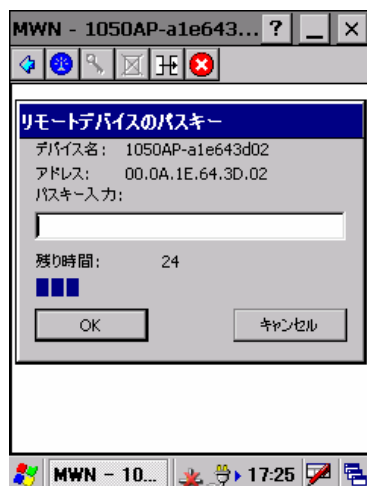 MWN - 1050AP-a1e643... ? _ ×
リモートデバイスのパスキー
デバイス名: 1050AP-a1e643d02
アドレス: 00.0A.1E.64.3D.02
パスキー入力:
残り時間: 24
OK キャンセル
MWN - 10... 17:25